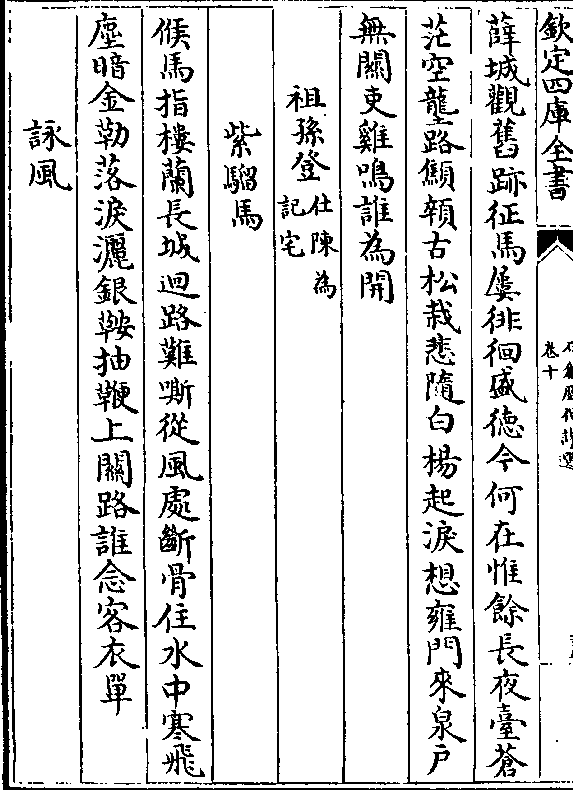 欽定四庫全書
卷十
薛城觀舊跡征馬屢徘徊盛德今何在惟餘長夜臺蒼
茫空壟路顦顇古松栽悲隨白楊起淚想雍門來泉戶
無關吏雞鳴誰為開
祖孫登仕陳為記宅
紫騮馬
候馬指樓蘭長城迴路難嘶從風處斷骨住水中寒飛
塵暗金勒落淚灑銀鞍抽鞭上關路誰念客衣單
詠風